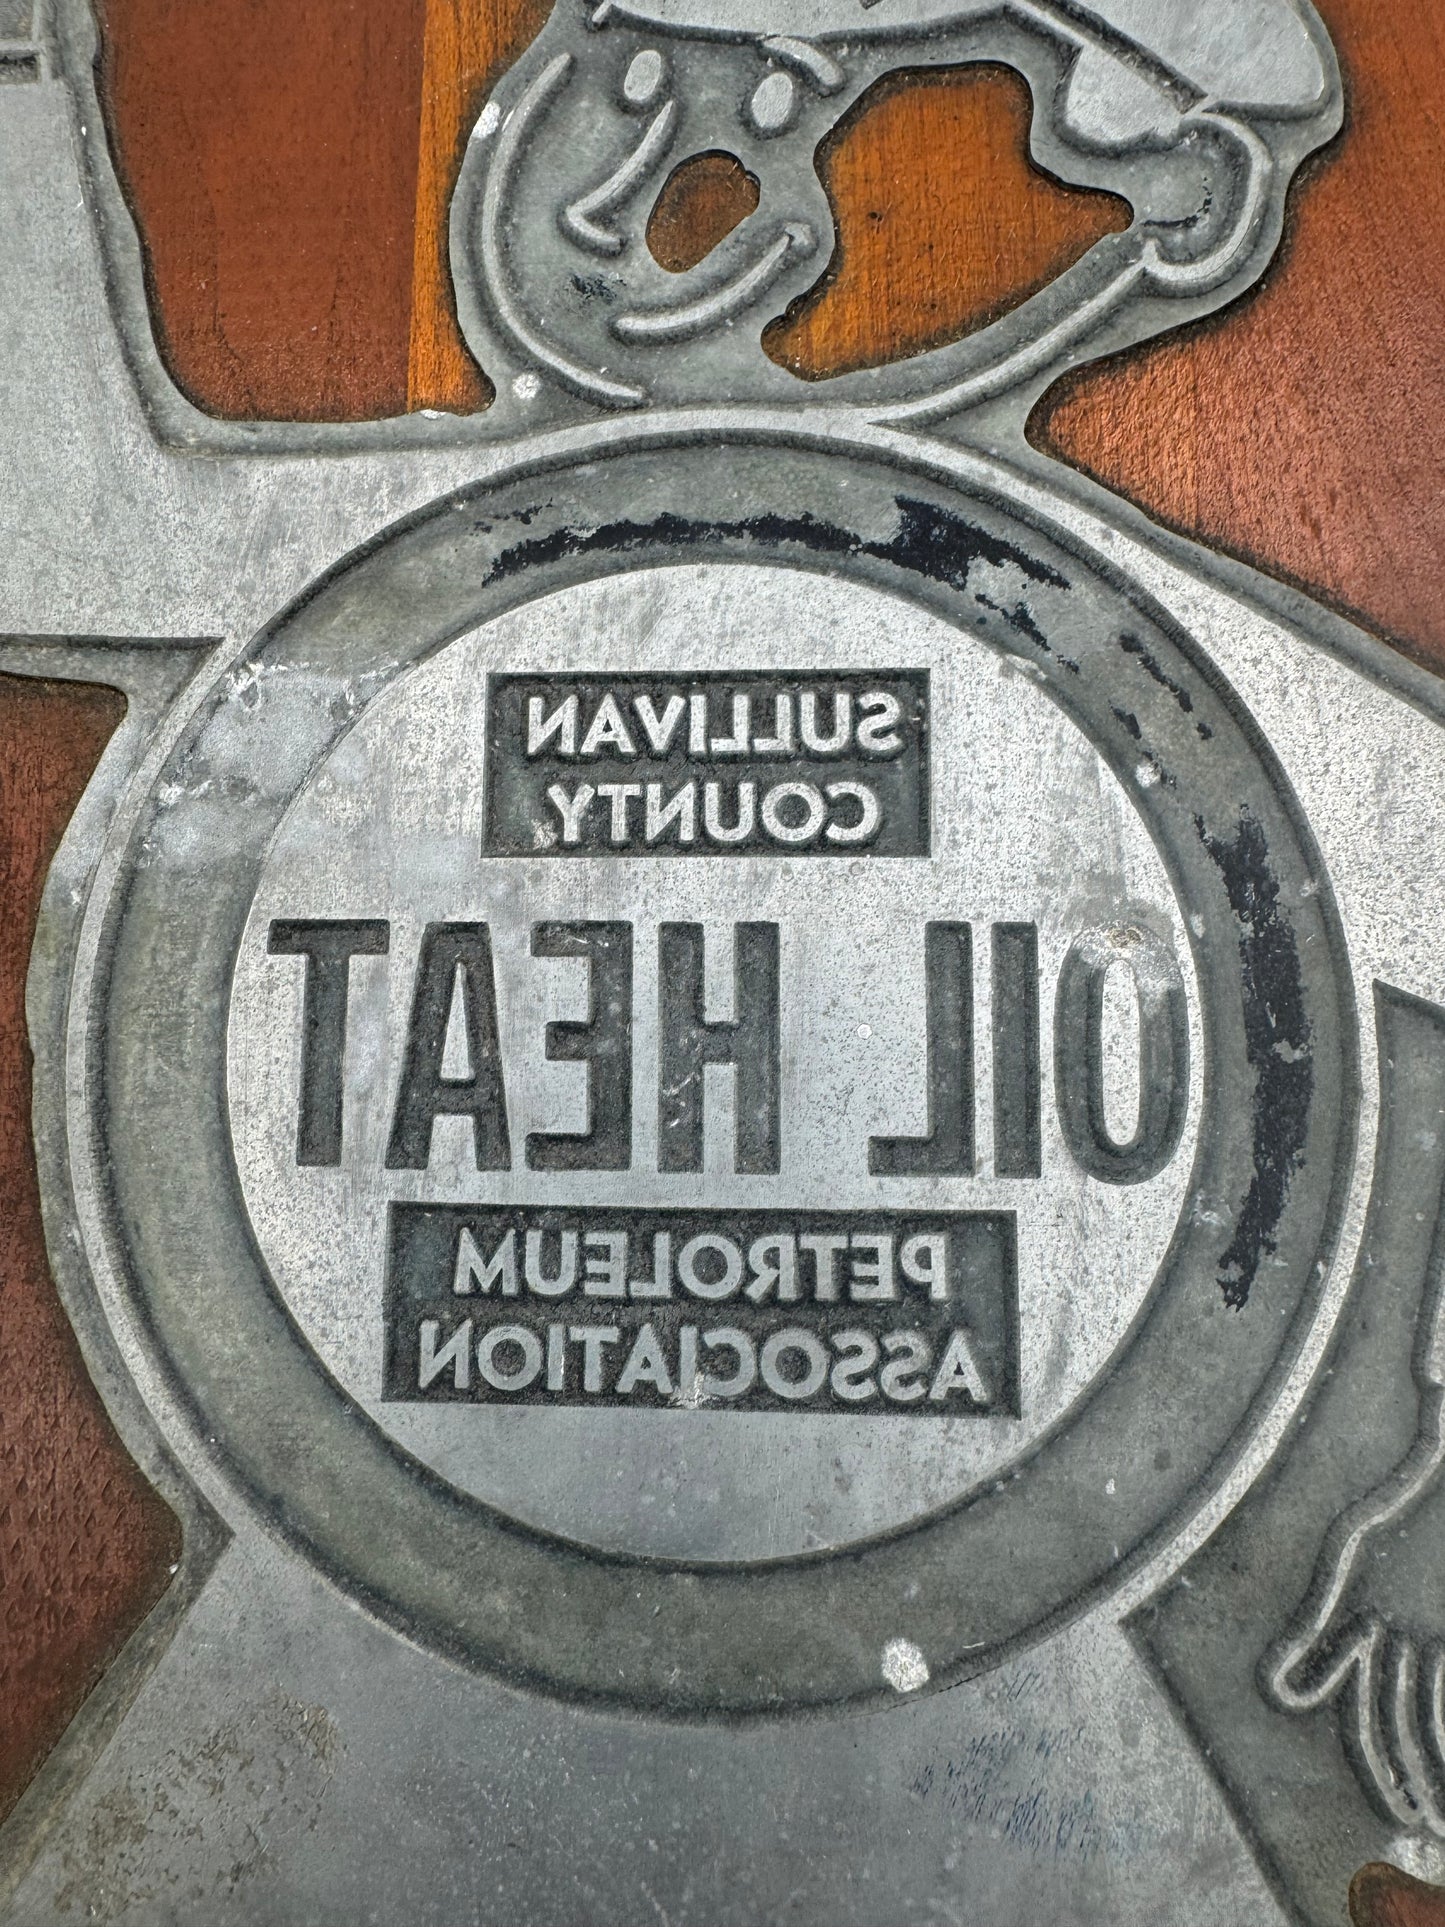 SULLIVAN
COUNTY
OIL HEAT
PETROLEUM
ASSOCIATION